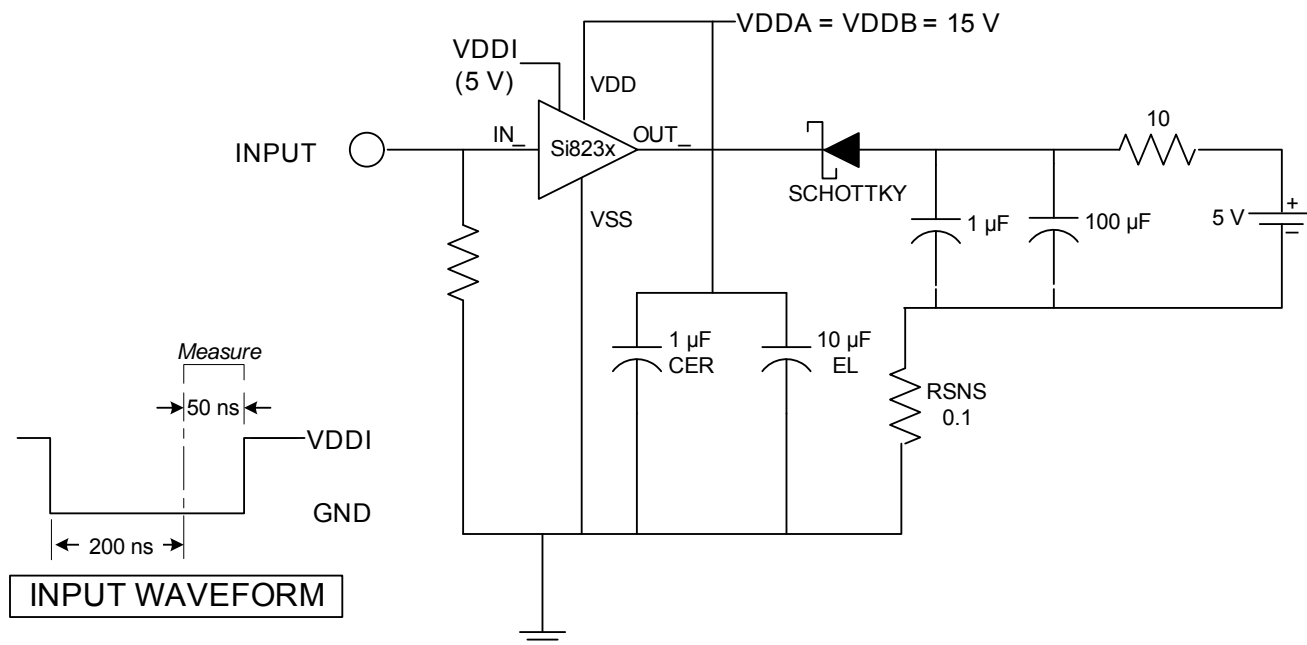 VDDA = VDDB = 15 V
VDDI
(5 V)
VDD
10
INPUT
IN_
Si823x
OUT_
SCHOTTKY
VSS
1 µF
100 µF
5 V
+
–
Measure
1 µF
CER
10 µF
EL
50 ns
RSNS
0.1
VDDI
GND
200 ns
INPUT WAVEFORM